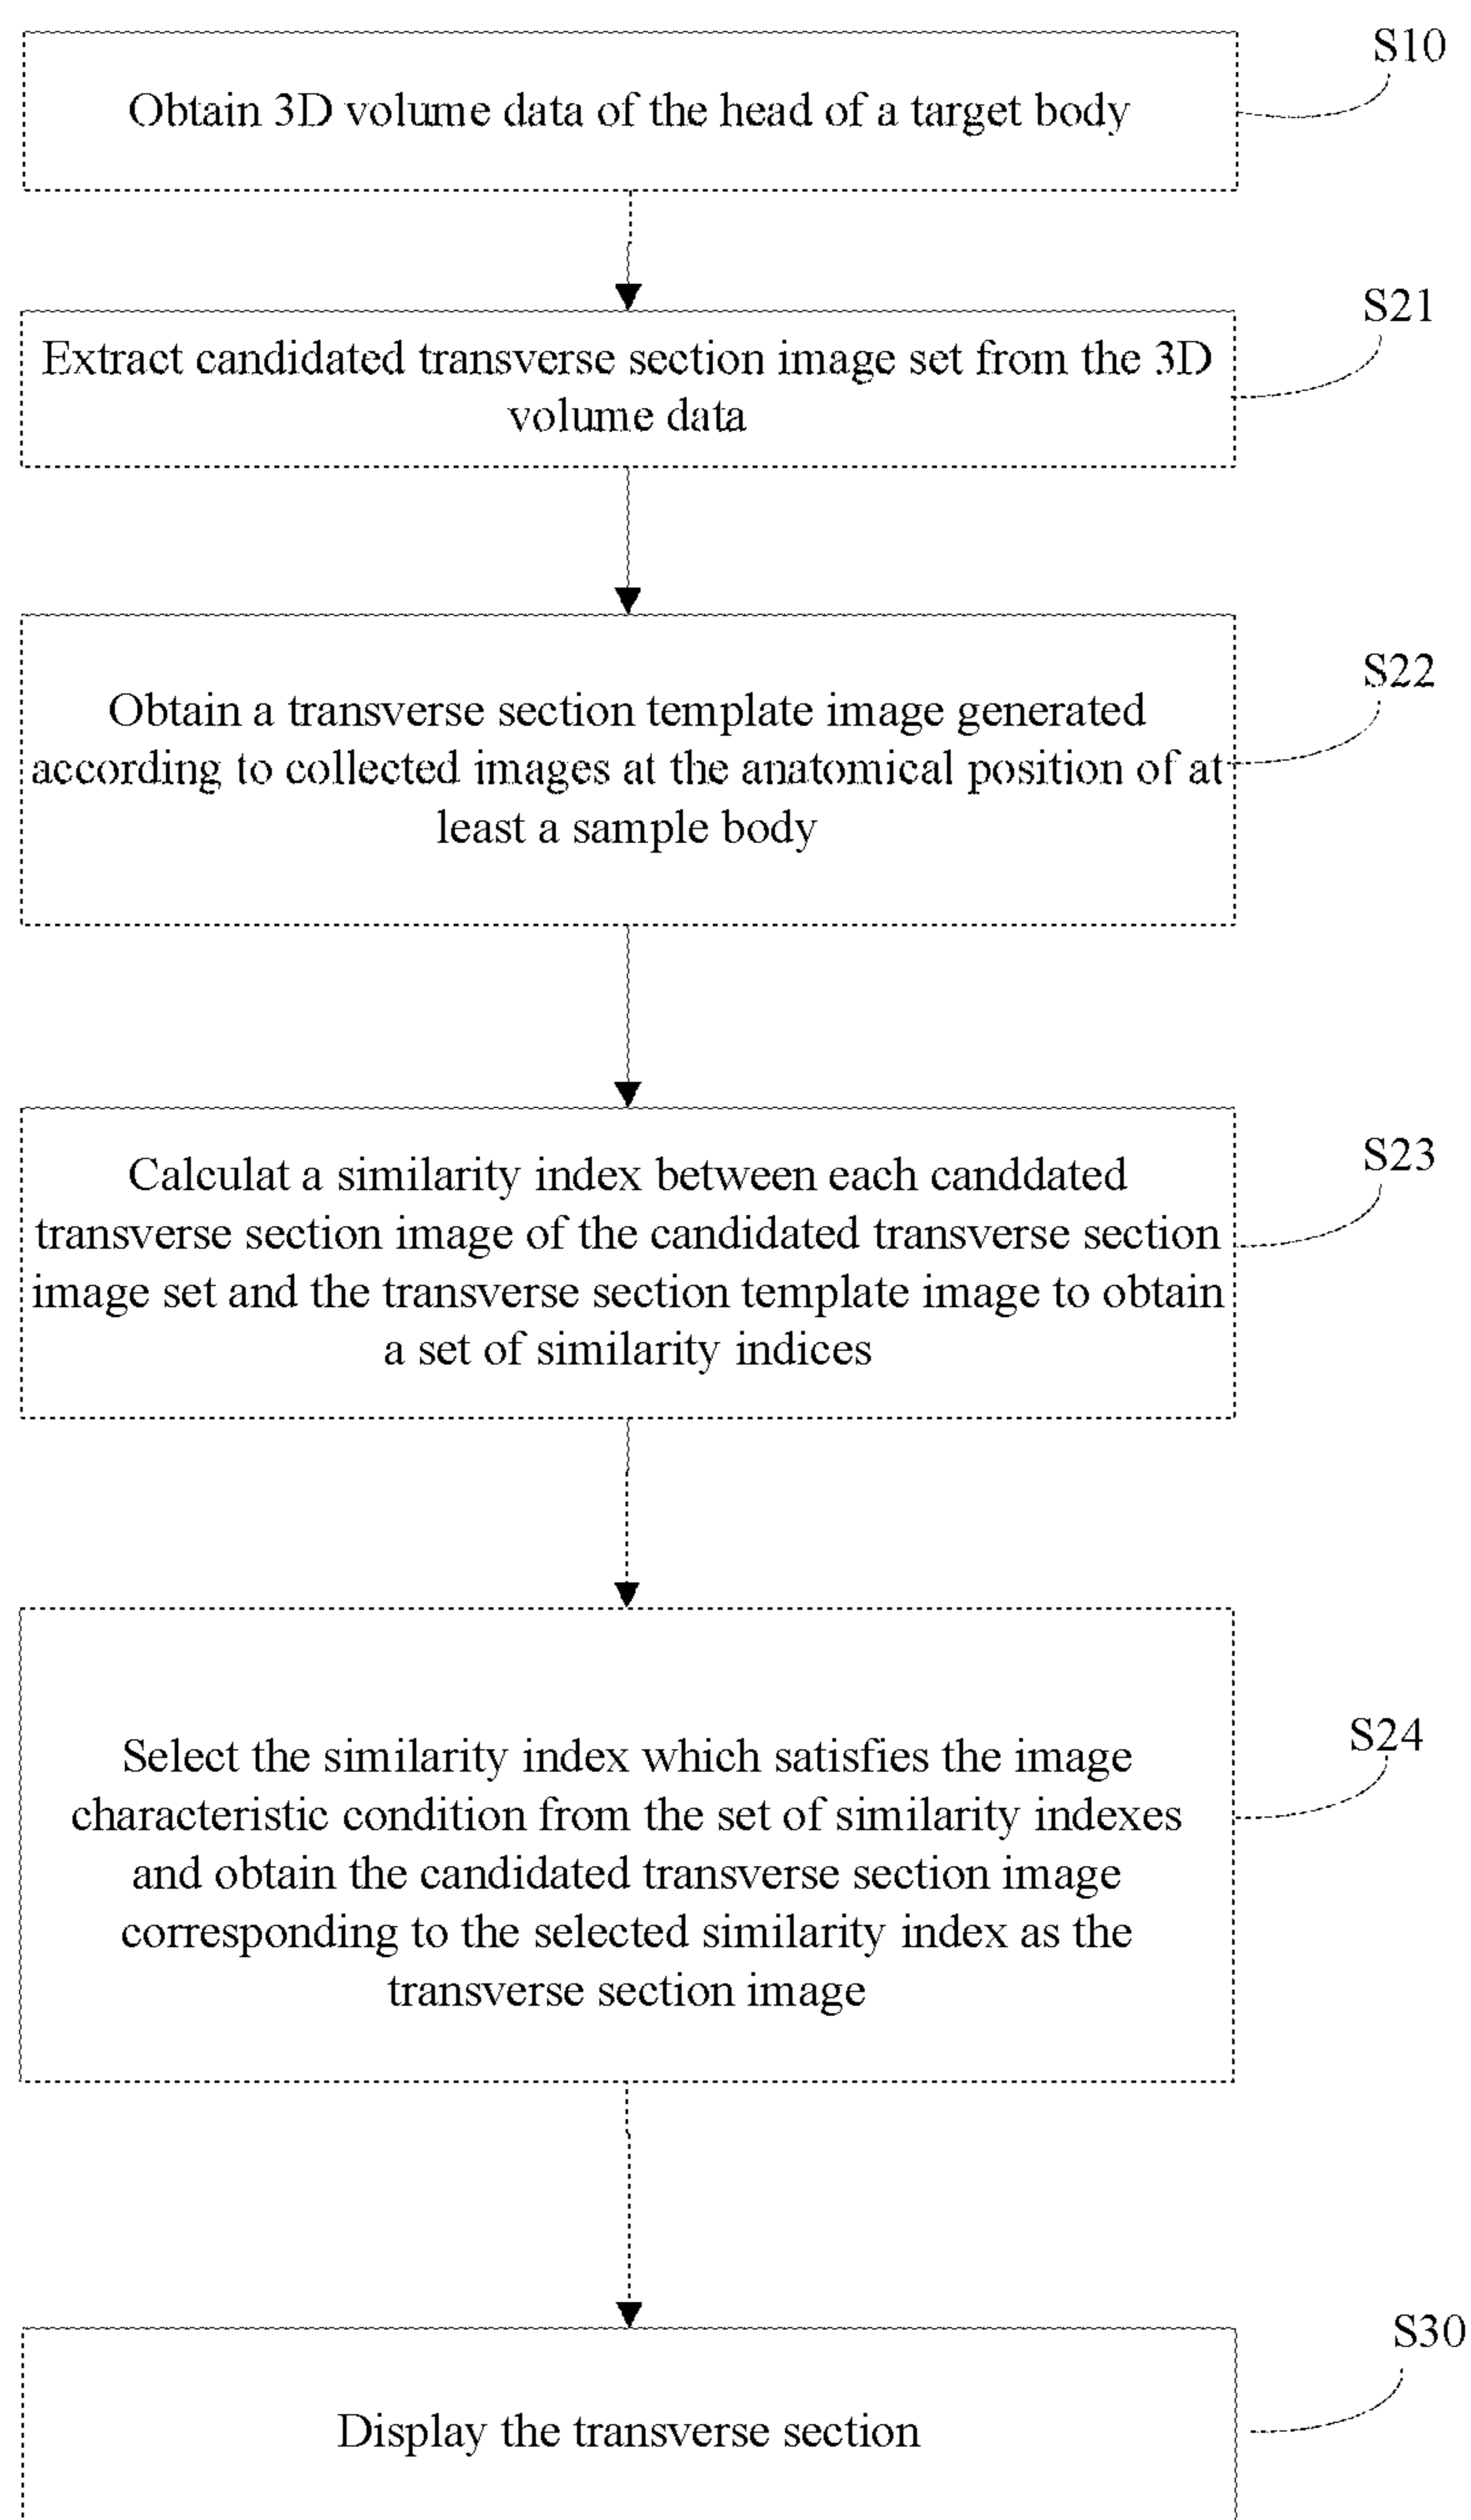 S10
Obtain 3D volume data of the head of a target body
S21
Extract candidated transverse section image set from the 3D
volume data
S22
Obtain a transverse section template image generated
according to collected images at the anatomical position of at
least a sample body
S23
Calculat a similarity index between each canddated
transverse section image of the candidated transverse section
image set and the transverse section template image to obtain
a set of similarity indices
S24
Select the similarity index which satisfies the image
characteristic condition from the set of similarity indexes
and obtain the candidated transverse section image
corresponding to the selected similarity index as the
transverse section image
S30
Display the transverse section